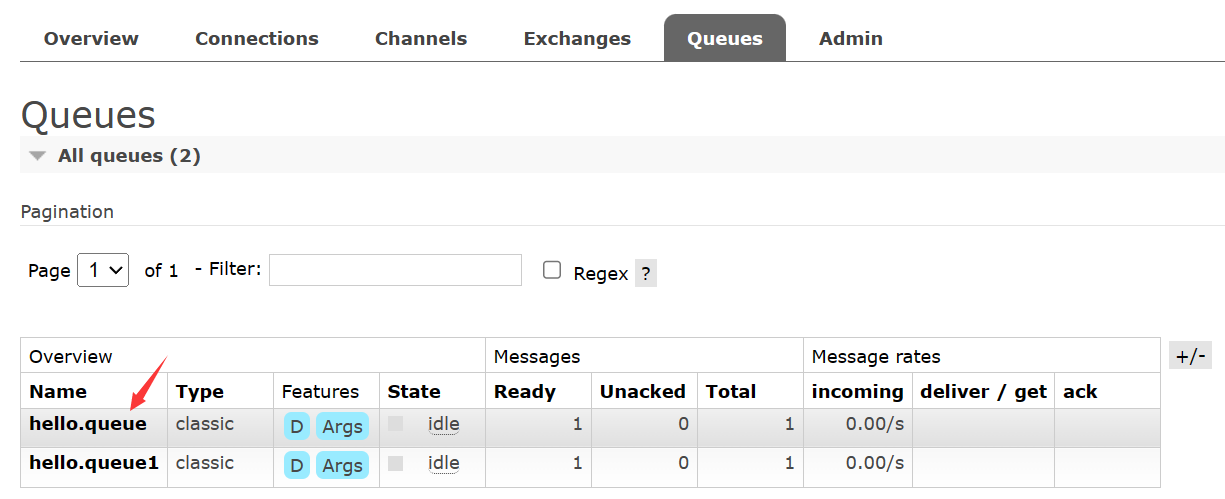 Overview Connections Channels Exchanges Queues Admin
Queues
All queues (2)
Pagination
Page 1 of 1 - Filter: Regex ?
Overview Messages Message rates +/-
Name Type Features State Ready Unacked Total incoming deliver / get ack
hello.queue classic D Args idle 1 0 1 0.00/s
hello.queue1 classic D Args idle 1 0 1 0.00/s